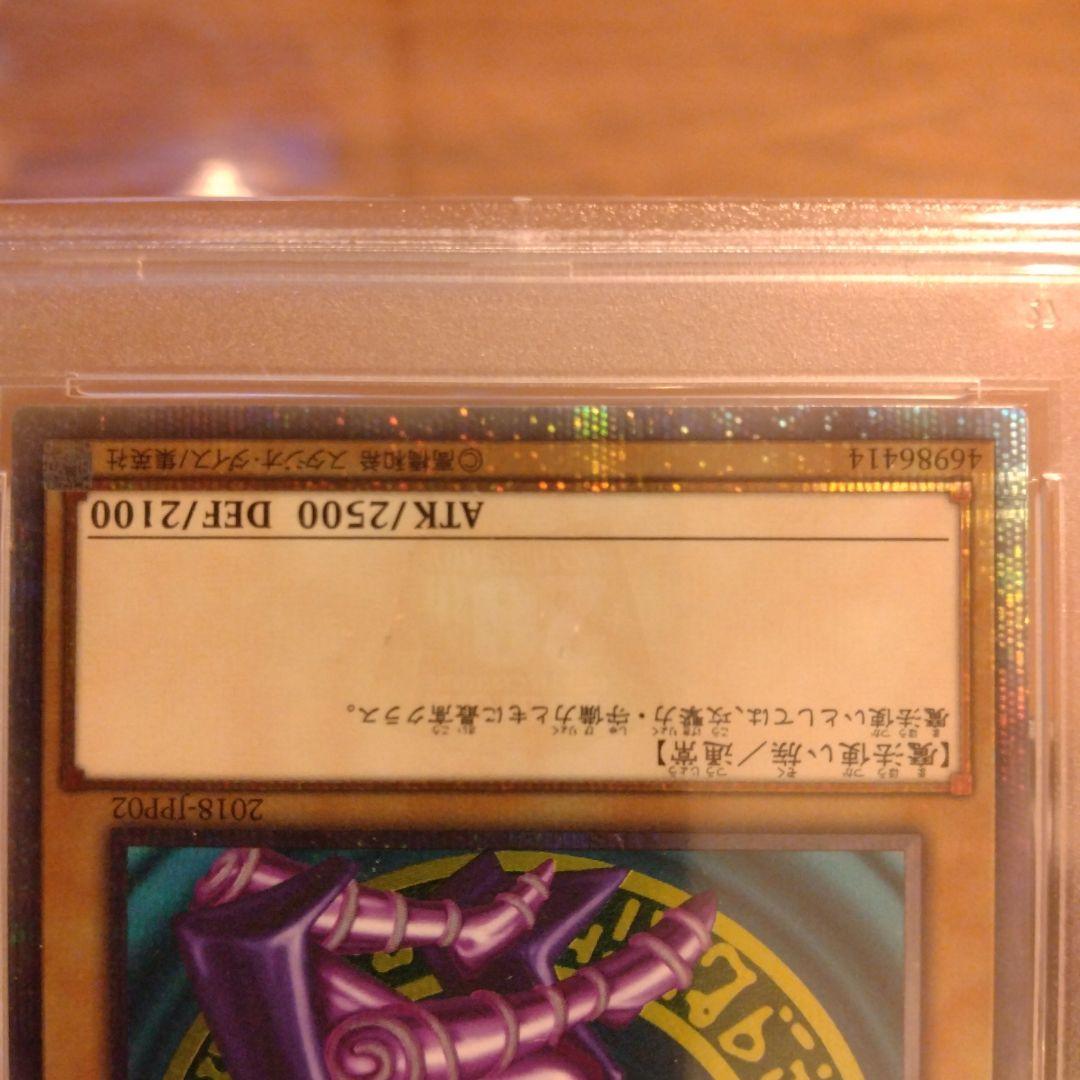 2018-JPP02
【魔法使い族／通常】
魔法使いとしては、攻撃力・守備力ともに最高クラス。
ATK/2500 DEF/2100
46986414 ©高橋和希 スタジオ・ダイス/集英社